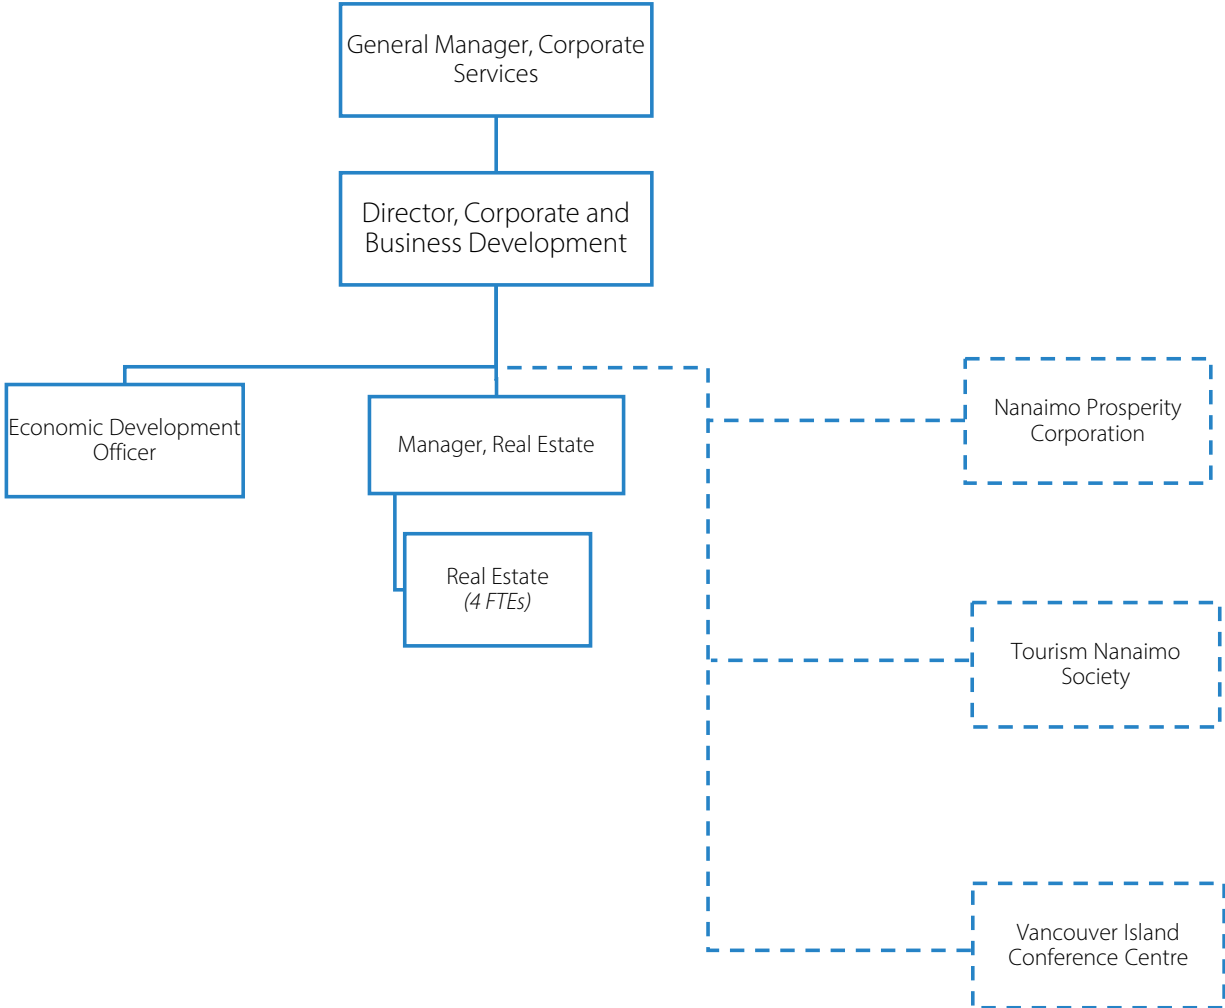 General Manager, Corporate
Services
Director, Corporate and
Business Development
Economic Development
Officer
Manager, Real Estate
Real Estate
(4 FTEs)
Nanaimo Prosperity
Corporation
Tourism Nanaimo
Society
Vancouver Island
Conference Centre